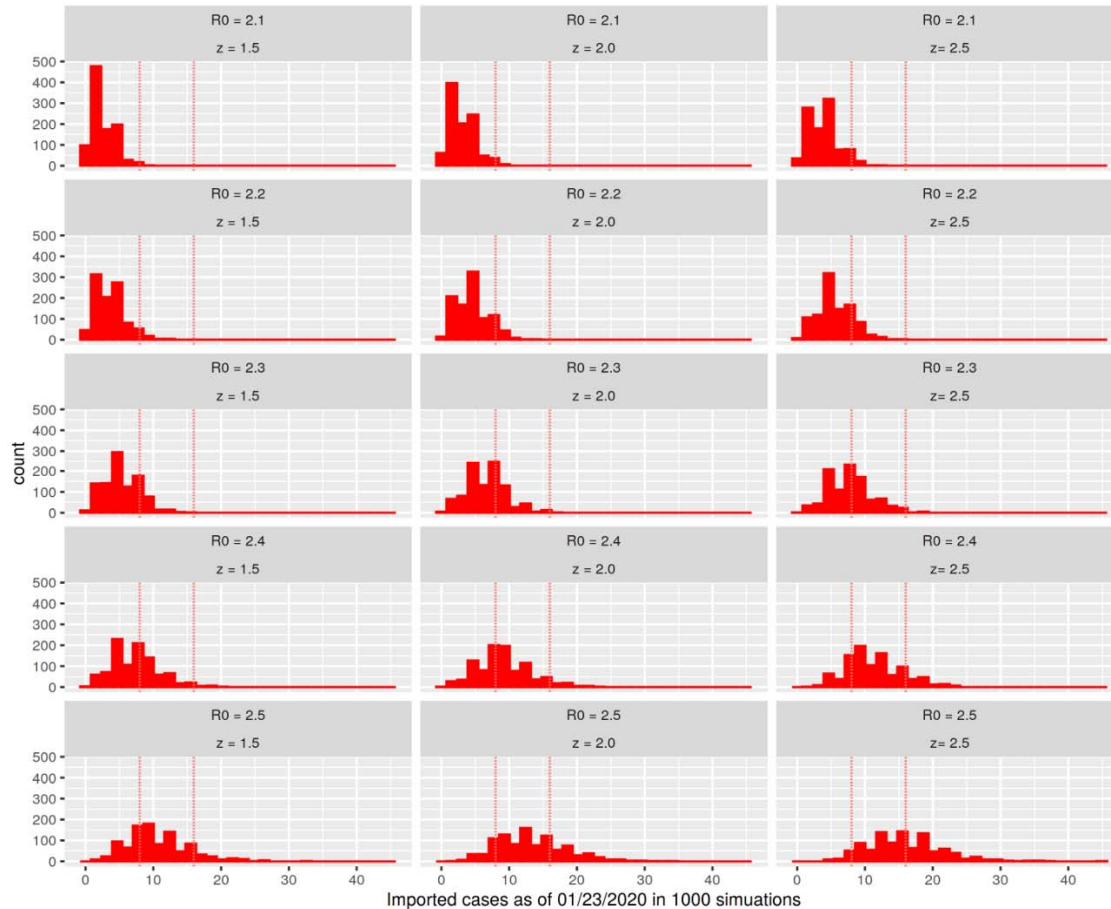 R0 = 2.1
z = 1.5
R0 = 2.1
z = 2.0
R0 = 2.1
z= 2.5
500
400
300
200
100
0
R0 = 2.2
z = 1.5
R0 = 2.2
z = 2.0
R0 = 2.2
z = 2.5
500
400
300
200
100
0
R0 = 2.3
z = 1.5
R0 = 2.3
z = 2.0
R0 = 2.3
z = 2.5
500
400
300
200
100
0
count
R0 = 2.4
z = 1.5
R0 = 2.4
z = 2.0
R0 = 2.4
z= 2.5
500
400
300
200
100
0
R0 = 2.5
z = 1.5
R0 = 2.5
z = 2.0
R0 = 2.5
z= 2.5
500
400
300
200
100
0
0 10 20 30 40 0 10 20 30 40 0 10 20 30 40
Imported cases as of 01/23/2020 in 1000 simuations